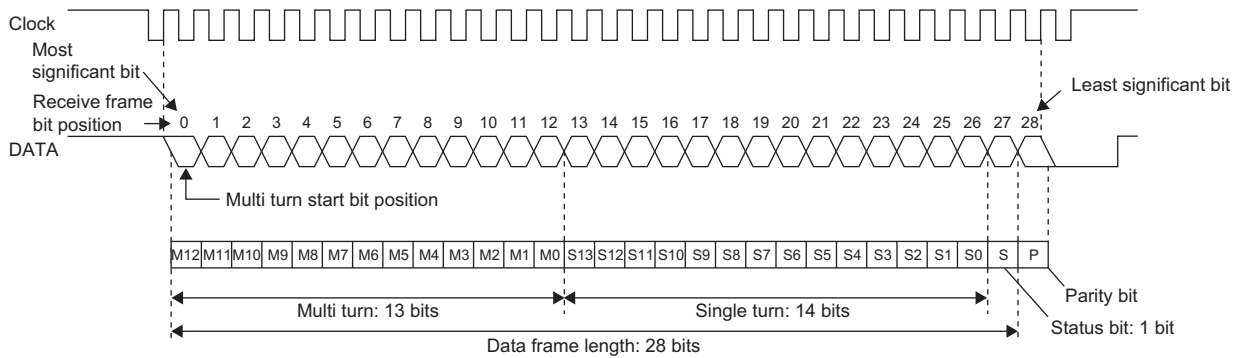 Clock
Most
significant bit
Least significant bit
Receive frame
bit position
0 1 2 3 4 5 6 7 8 9 10 11 12 13 14 15 16 17 18 19 20 21 22 23 24 25 26 27 28
DATA
Multi turn start bit position
M12 M11 M10 M9 M8 M7 M6 M5 M4 M3 M2 M1 M0 S13 S12 S11 S10 S9 S8 S7 S6 S5 S4 S3 S2 S1 S0 S P
Parity bit
Multi turn: 13 bits
Single turn: 14 bits
Status bit: 1 bit
Data frame length: 28 bits